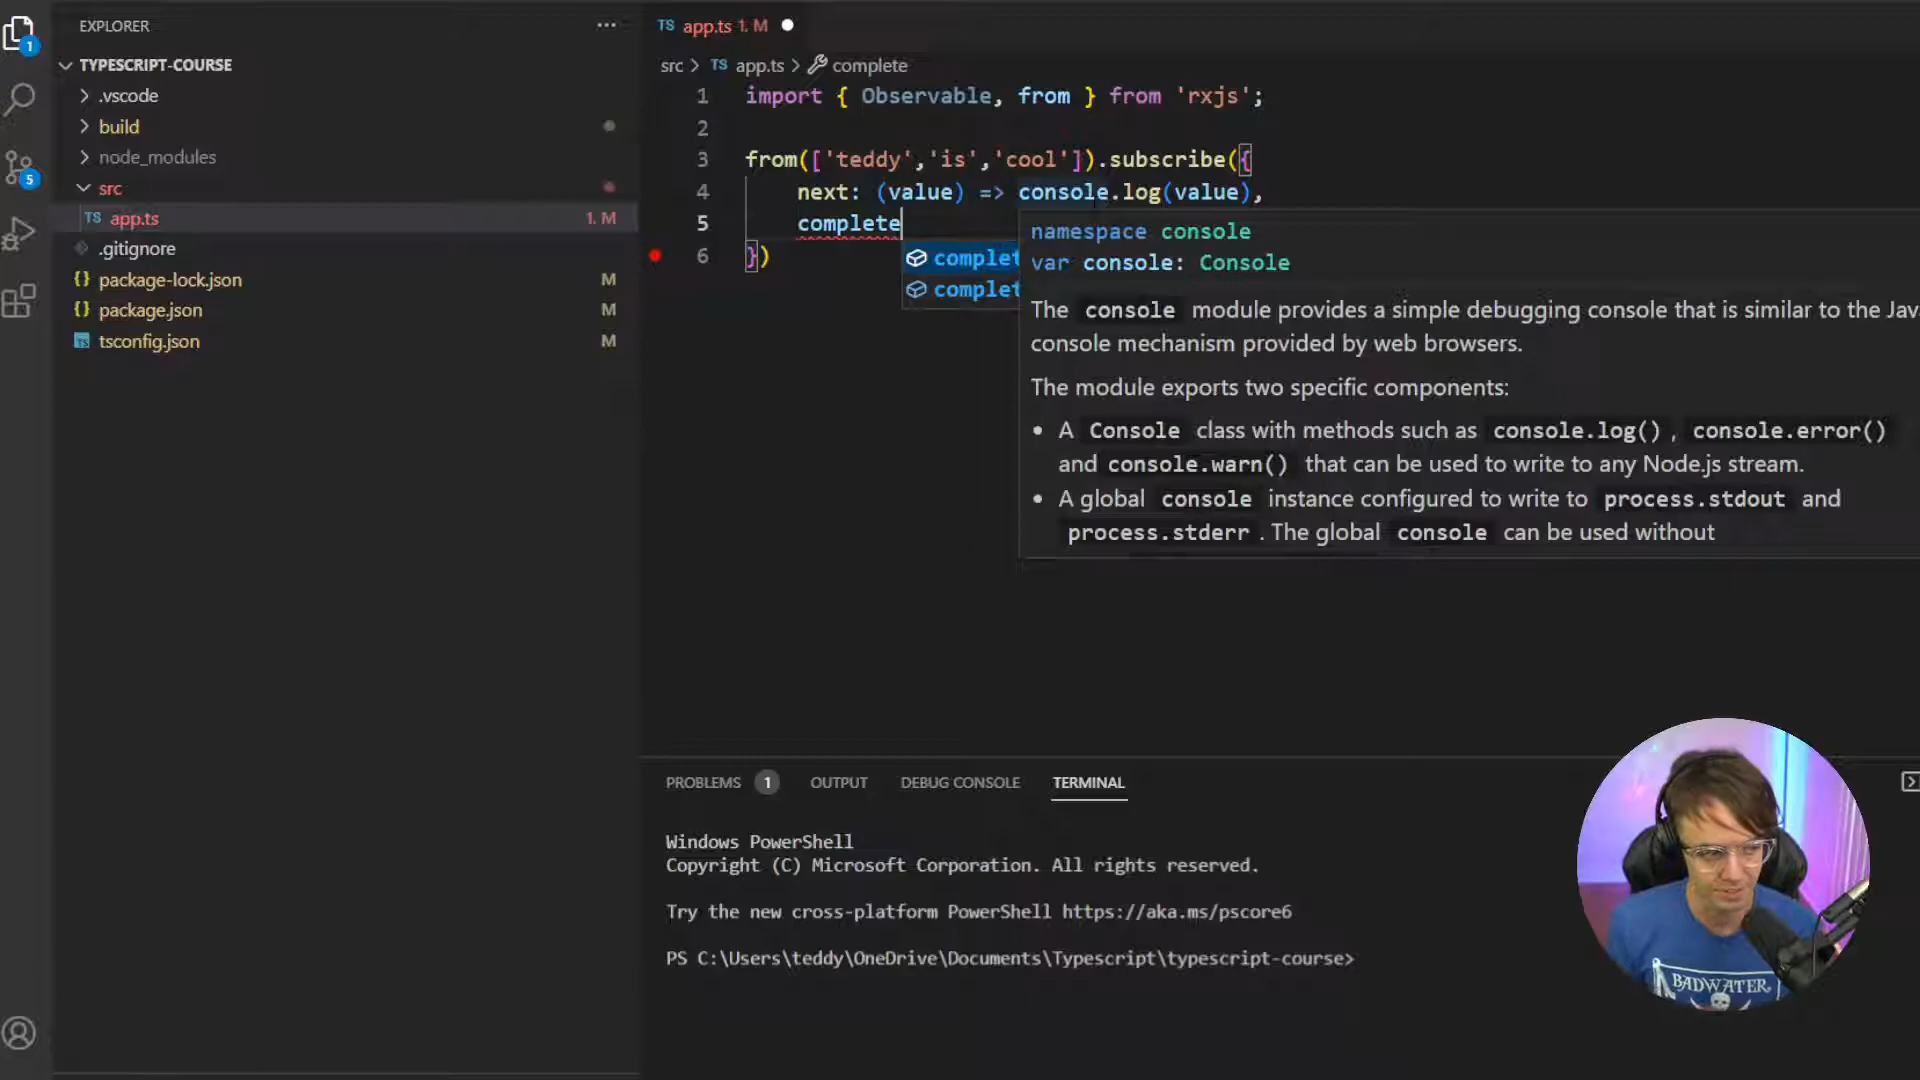 EXPLORER
TYPESCRIPT-COURSE
.vscode
build
node_modules
src
TS app.ts 1, M
.gitignore
{} package-lock.json M
{} package.json M
TS tsconfig.json M
1
5
TS app.ts 1, M
src > TS app.ts > complete
1 import { Observable, from } from 'rxjs';
2
3 from(['teddy','is','cool']).subscribe({
4 next: (value) => console.log(value),
5 complete
6 })
complet
complet
namespace console
var console: Console
The console module provides a simple debugging console that is similar to the Jav
console mechanism provided by web browsers.
The module exports two specific components:
• A Console class with methods such as console.log() , console.error()
and console.warn() that can be used to write to any Node.js stream.
• A global console instance configured to write to process.stdout and
process.stderr . The global console can be used without
PROBLEMS 1 OUTPUT DEBUG CONSOLE TERMINAL
Windows PowerShell
Copyright (C) Microsoft Corporation. All rights reserved.
Try the new cross-platform PowerShell https://aka.ms/pscore6
PS C:\Users\teddy\OneDrive\Documents\Typescript\typescript-course>
BADWATER